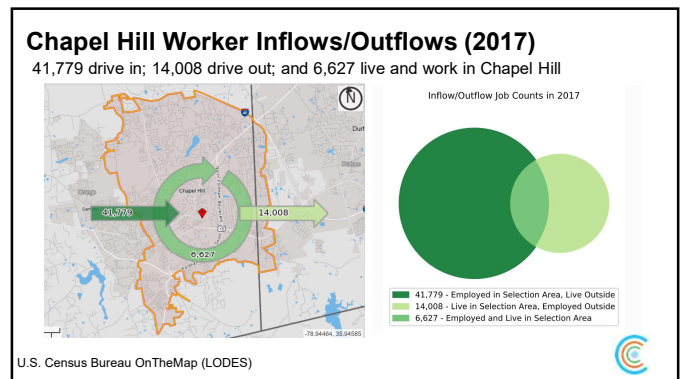 Chapel Hill Worker Inflows/Outflows (2017)
41,779 drive in; 14,008 drive out; and 6,627 live and work in Chapel Hill
N
Inflow/Outflow Job Counts in 2017
Chapel Hill
41,779
14,008
6,627
-78.94464, 35.94585
41,779 - Employed in Selection Area, Live Outside
14,008 - Live in Selection Area, Employed Outside
6,627 - Employed and Live in Selection Area
U.S. Census Bureau OnTheMap (LODES)